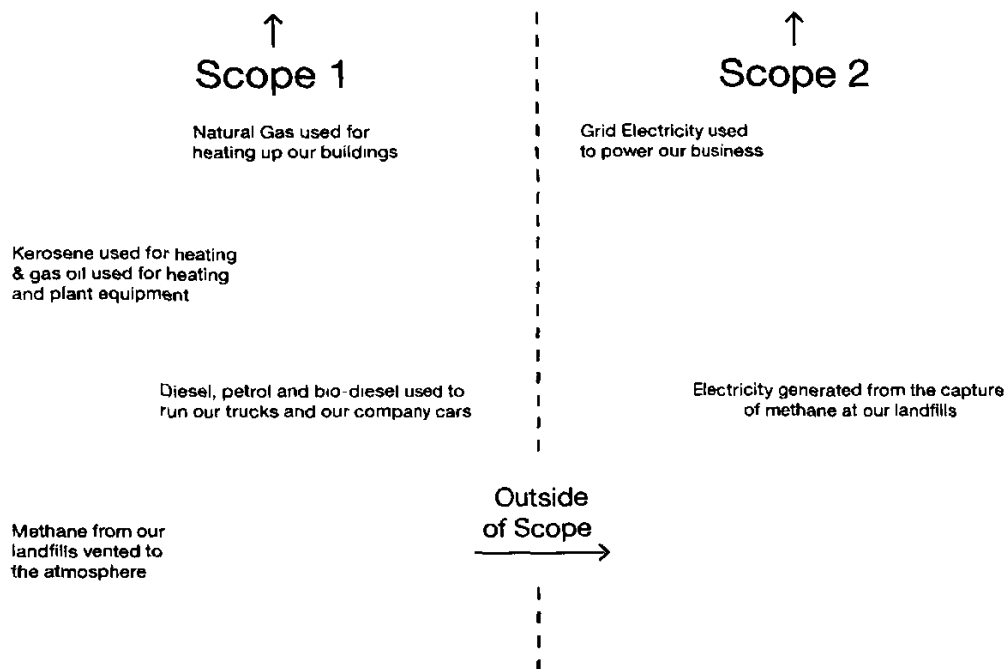 Scope 1
Natural Gas used for
heating up our buildings
Kerosene used for heating
& gas oil used for heating
and plant equipment
Diesel, petrol and bio-diesel used to
run our trucks and our company cars
Methane from our
landfills vented to
the atmosphere
Scope 2
Grid Electricity used
to power our business
Electricity generated from the capture
of methane at our landfills
Outside
of Scope